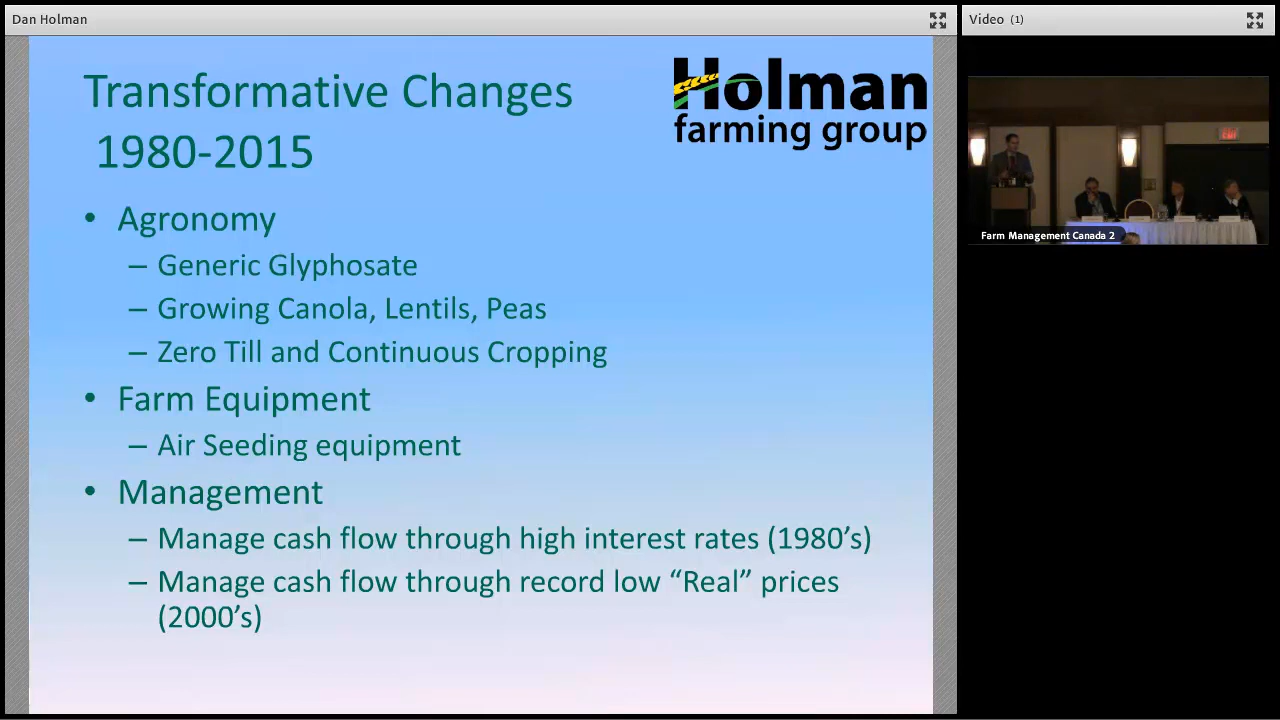 Dan Holman
Video (1)
Transformative Changes
1980-2015
Holman
farming group
• Agronomy
– Generic Glyphosate
– Growing Canola, Lentils, Peas
– Zero Till and Continuous Cropping
• Farm Equipment
– Air Seeding equipment
• Management
– Manage cash flow through high interest rates (1980’s)
– Manage cash flow through record low “Real” prices
(2000’s)
Farm Management Canada 2